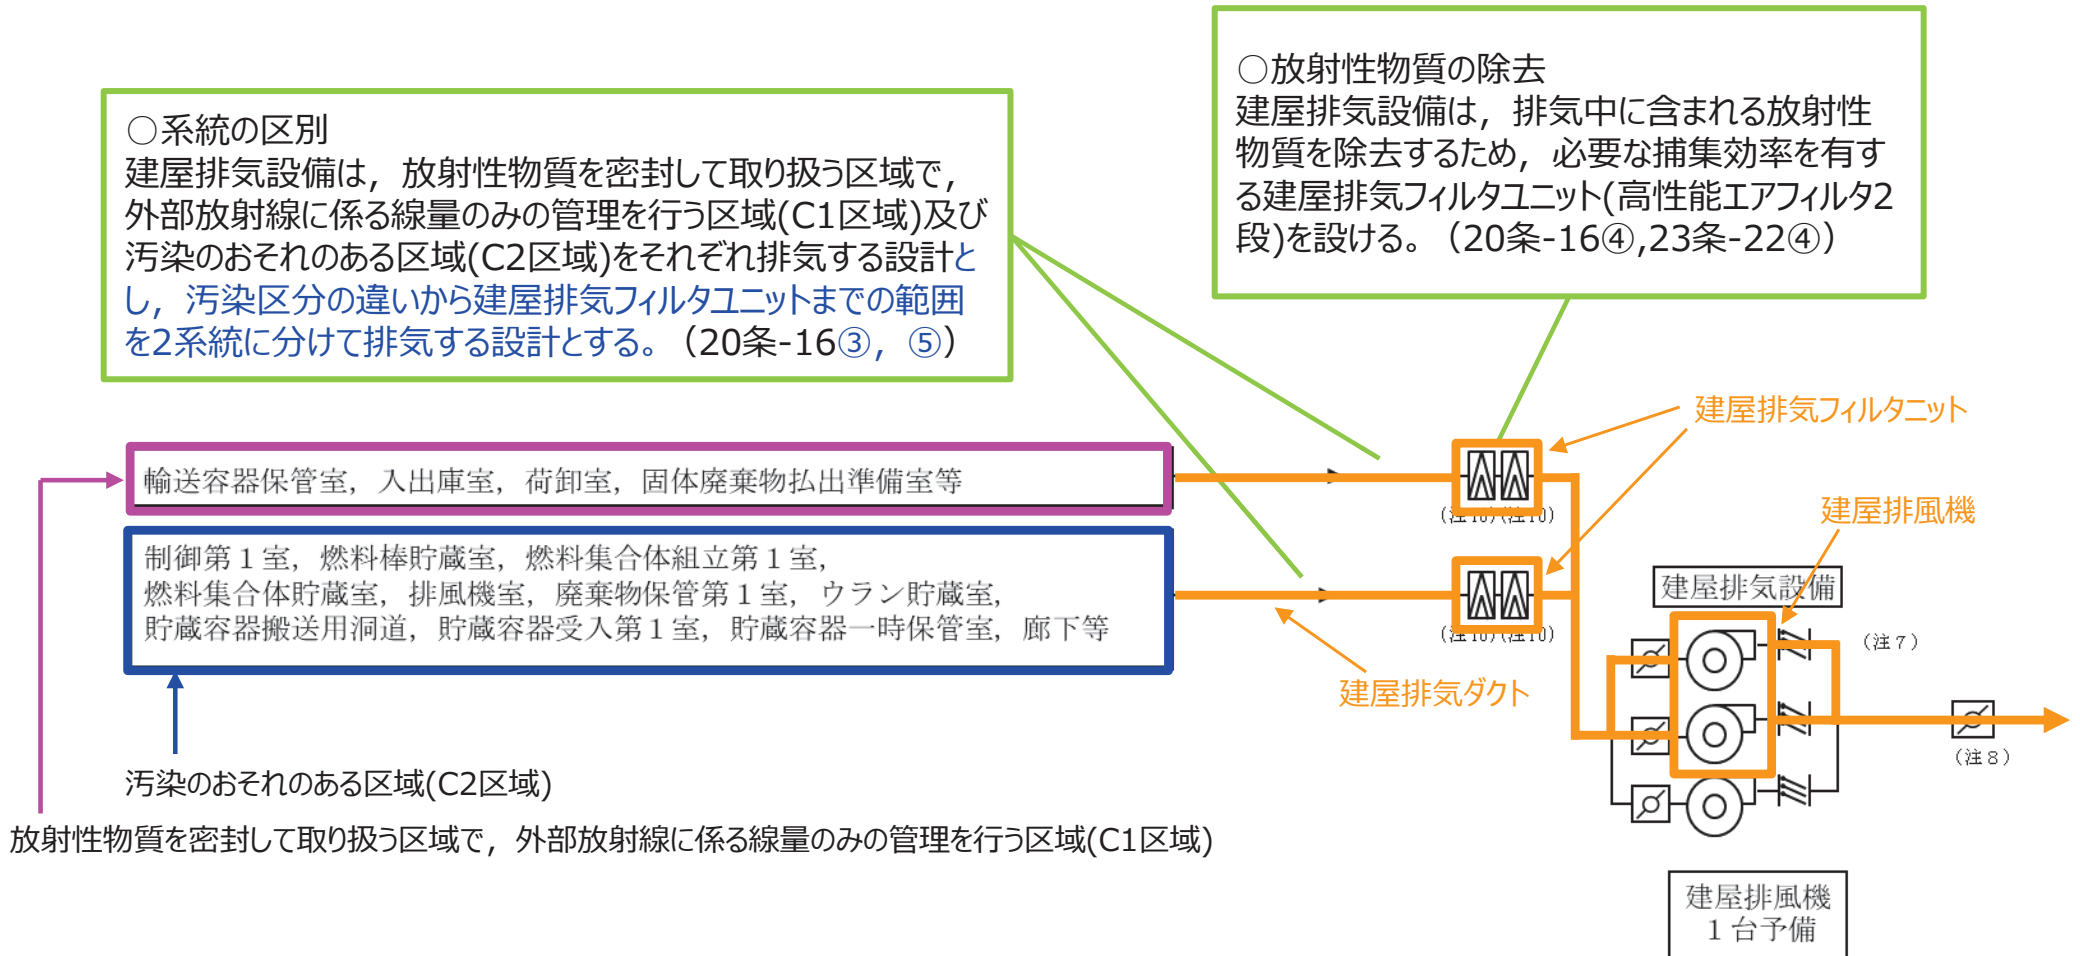 ○系統の区別
建屋排気設備は，放射性物質を密封して取り扱う区域で，
外部放射線に係る線量のみの管理を行う区域(C1区域)及び
汚染のおそれのある区域(C2区域)をそれぞれ排気する設計と
し，汚染区分の違いから建屋排気フィルタユニットまでの範囲
を2系統に分けて排気する設計とする。（20条-16③，⑤）
○放射性物質の除去
建屋排気設備は，排気中に含まれる放射性
物質を除去するため，必要な捕集効率を有す
る建屋排気フィルタユニット(高性能エアフィルタ2
段)を設ける。（20条-16④,23条-22④）
建屋排気フィルタニット
輸送容器保管室，入出庫室，荷卸室，固体廃棄物払出準備室等
(注10)(注10)
建屋排風機
制御第１室，燃料棒貯蔵室，燃料集合体組立第１室，
燃料集合体貯蔵室，排風機室，廃棄物保管第１室，ウラン貯蔵室，
貯蔵容器搬送用洞道，貯蔵容器受入第１室，貯蔵容器一時保管室，廊下等
(注10)(注10)
建屋排気設備
(注７)
建屋排気ダクト
(注８)
汚染のおそれのある区域(C2区域)
放射性物質を密封して取り扱う区域で，外部放射線に係る線量のみの管理を行う区域(C1区域)
建屋排風機
１台予備